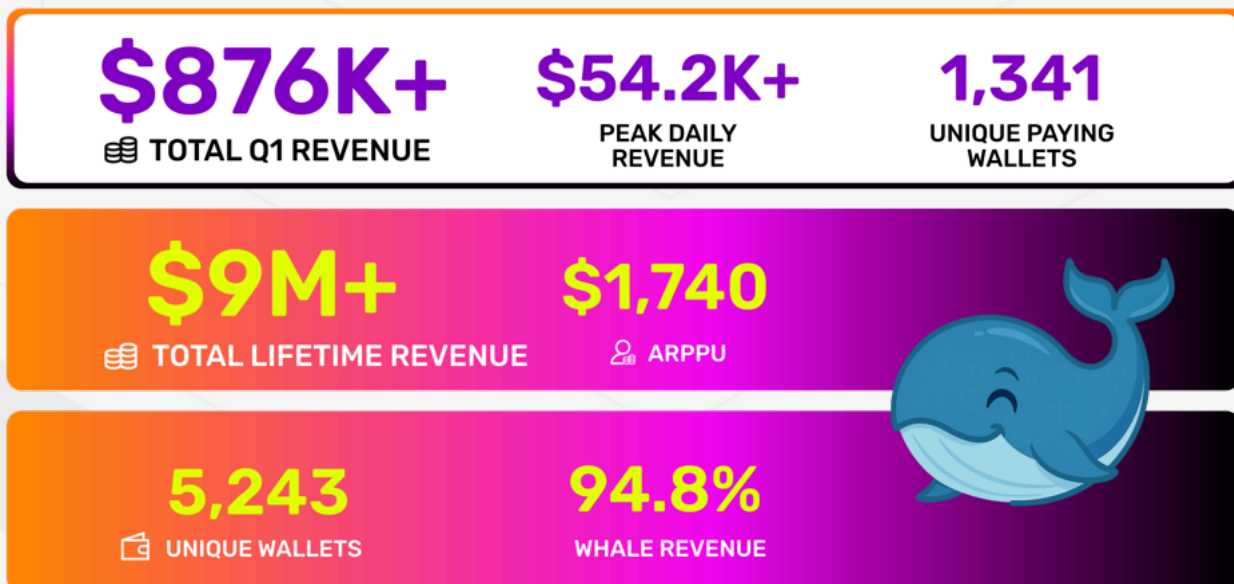 $876K+
TOTAL Q1 REVENUE
$54.2K+
PEAK DAILY
REVENUE
1,341
UNIQUE PAYING
WALLETS
$9M+
TOTAL LIFETIME REVENUE
$1,740
ARPPU
5,243
UNIQUE WALLETS
94.8%
WHALE REVENUE